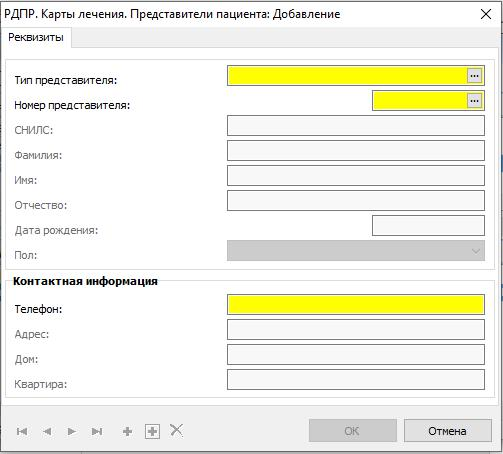 РДПР. Карты лечения. Представители пациента: Добавление
Реквизиты
Тип представителя:
Номер представителя:
СНИЛС:
Фамилия:
Имя:
Отчество:
Дата рождения:
Пол:
Контактная информация
Телефон:
Адрес:
Дом:
Квартира:
OK Отмена